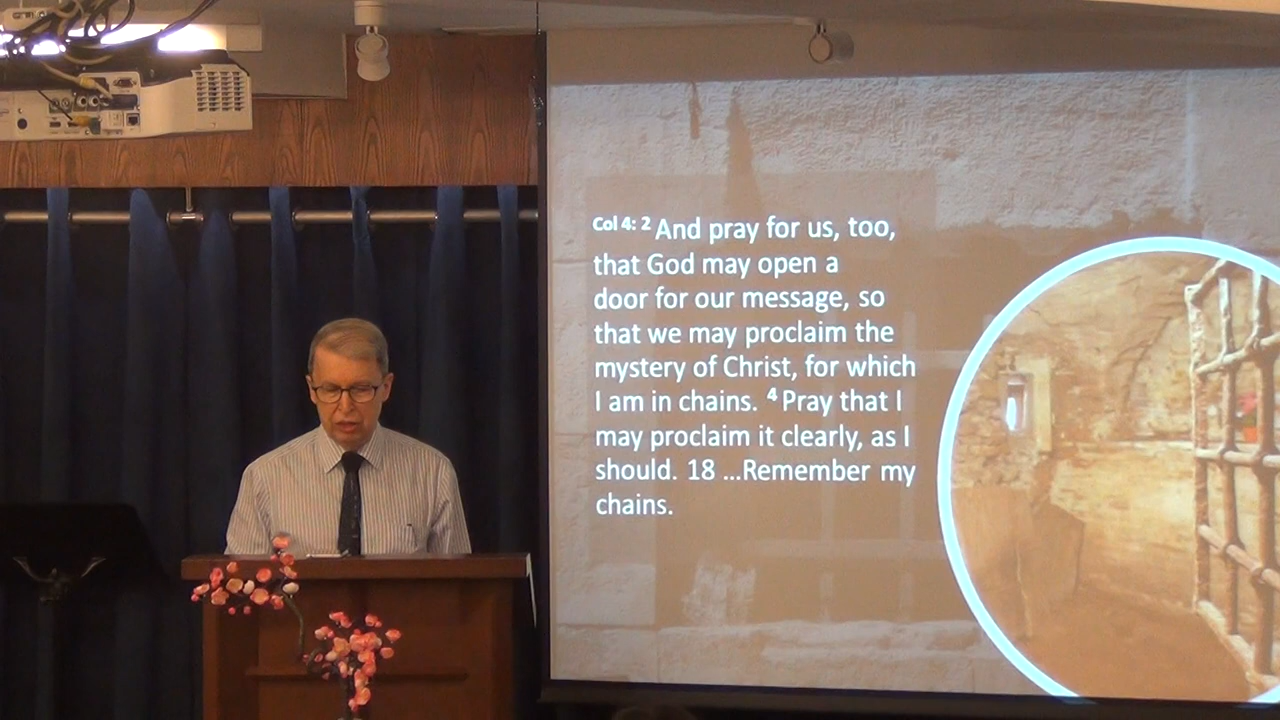 Col 4: 2 And pray for us, too,
that God may open a
door for our message, so
that we may proclaim the
mystery of Christ, for which
I am in chains. 4 Pray that I
may proclaim it clearly, as I
should. 18 ...Remember my
chains.